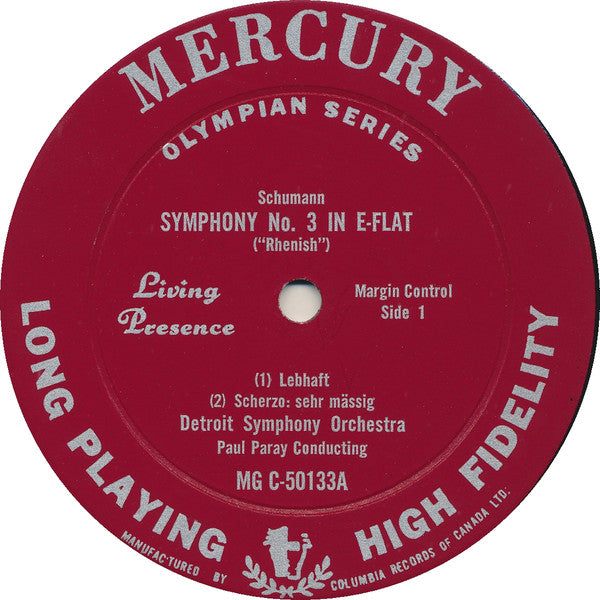 MERCURY
OLYMPIAN SERIES
Schumann
SYMPHONY No. 3 IN E-FLAT
("Rhenish")
Living
Presence
Margin Control
Side 1
(1) Lebhaft
(2) Scherzo: sehr mässig
Detroit Symphony Orchestra
Paul Paray Conducting
MG C-50133A
LONG PLAYING
HIGH FIDELITY
MANUFACTURED BY
COLUMBIA RECORDS OF CANADA LTD.